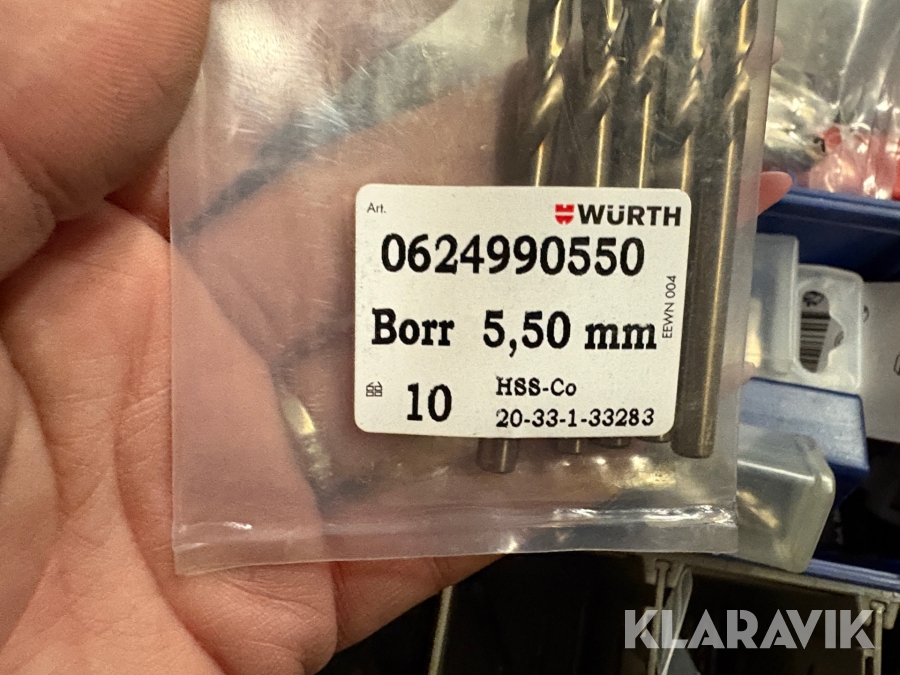 Art.
WÜRTH
0624990550
Borr 5,50 mm
EEWN 004
10
HSS-Co
20-33-1-33283
KLARAVIK